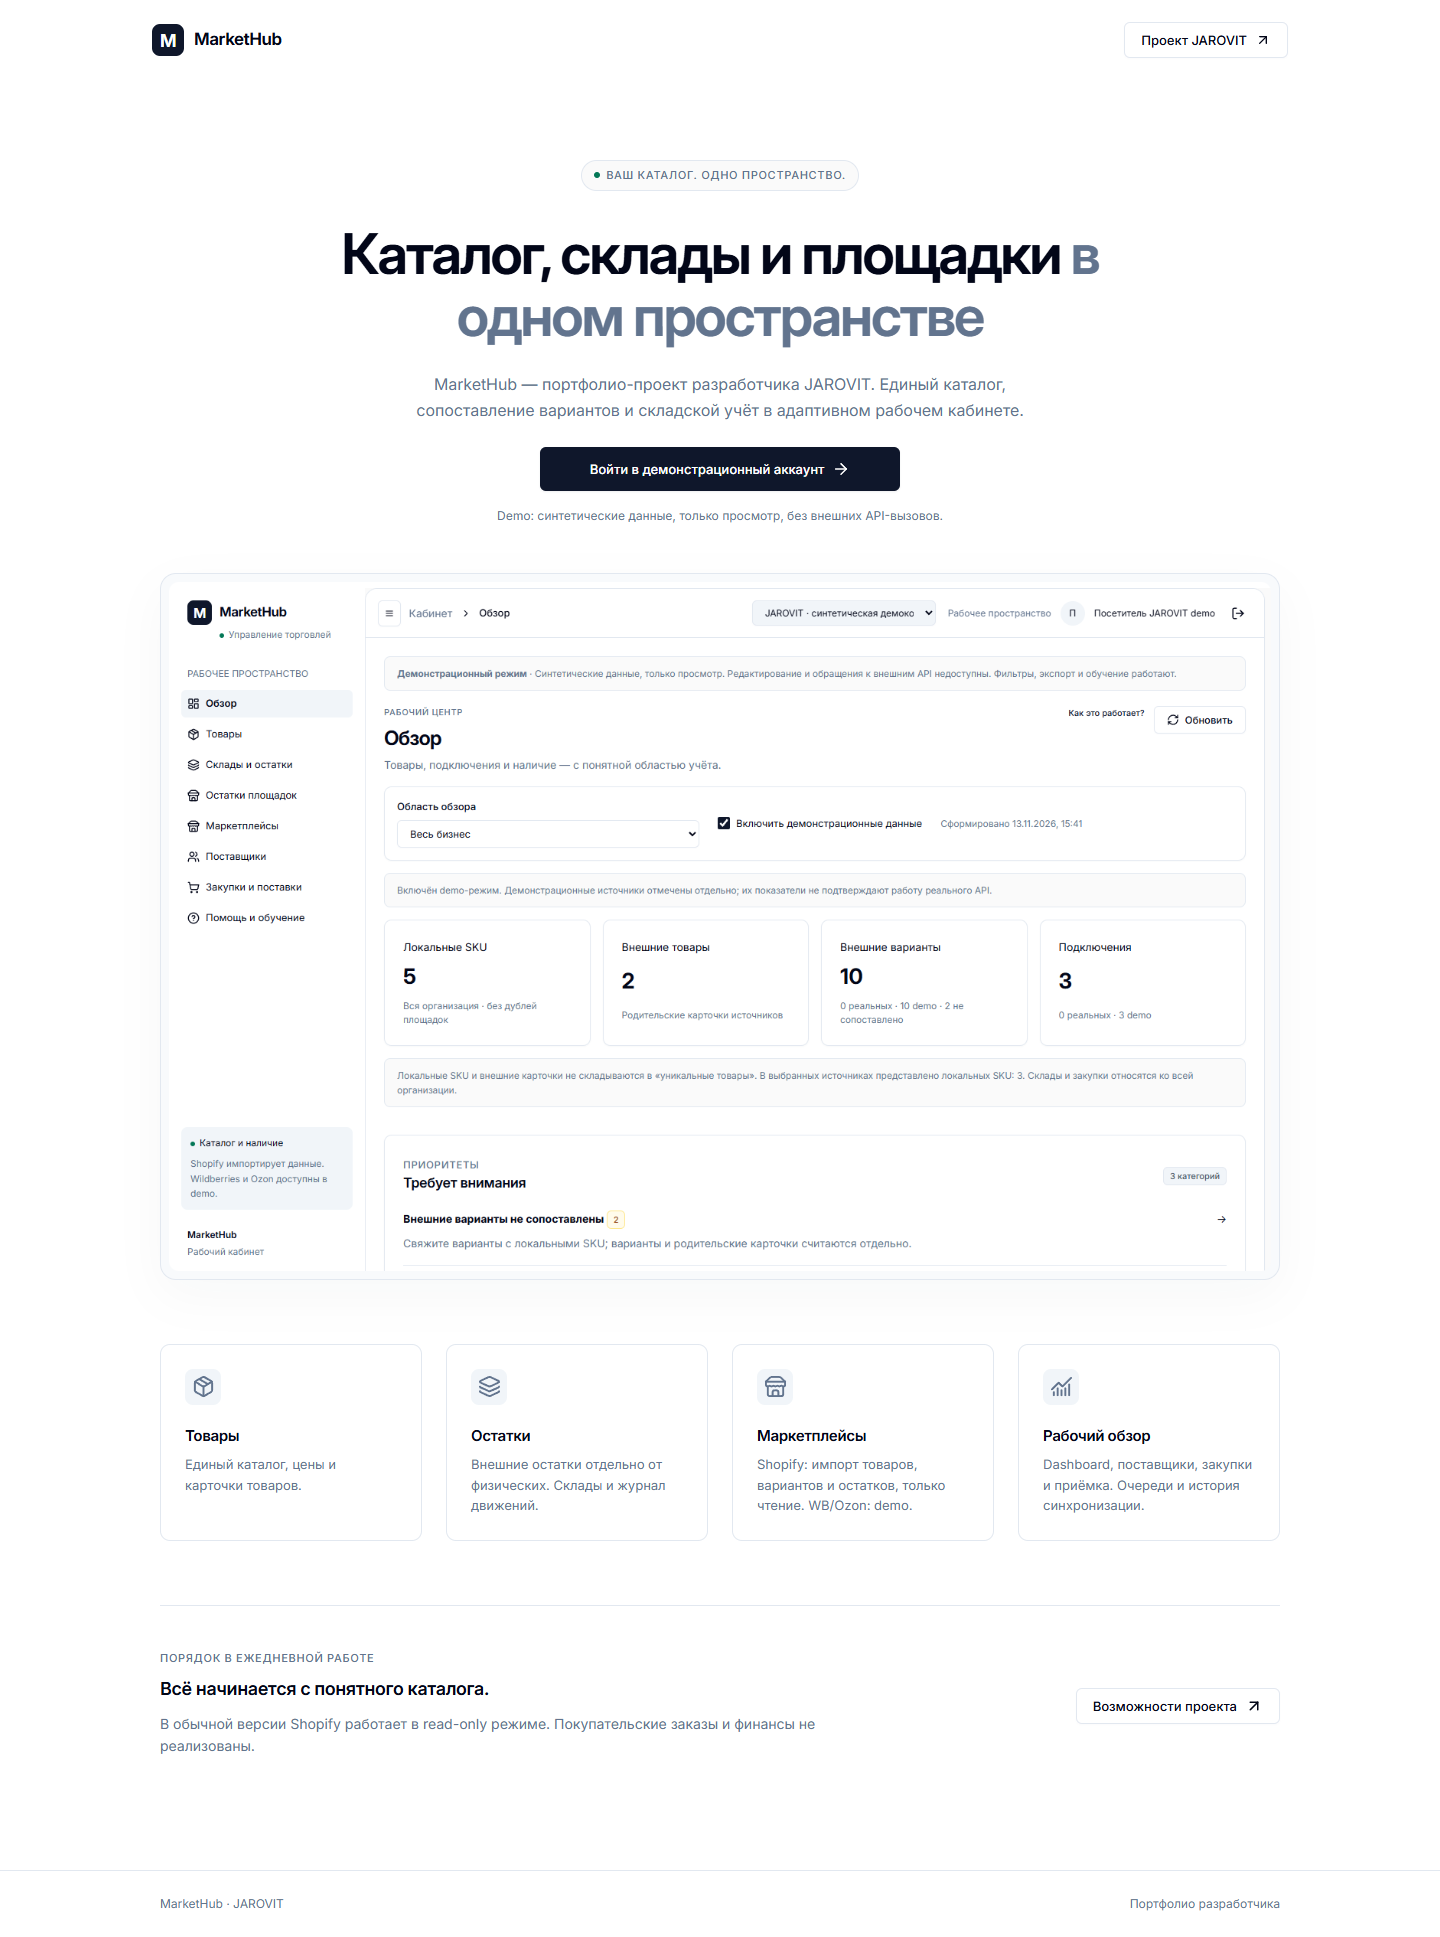 M MarketHub
Проект JAROVIT
ВАШ КАТАЛОГ. ОДНО ПРОСТРАНСТВО.
Каталог, склады и площадки в
одном пространстве
MarketHub — портфолио-проект разработчика JAROVIT. Единый каталог,
сопоставление вариантов и складской учёт в адаптивном рабочем кабинете.
Войти в демонстрационный аккаунт
Demo: синтетические данные, только просмотр, без внешних API-вызовов.
M MarketHub
Управление торговлей
РАБОЧЕЕ ПРОСТРАНСТВО
Обзор
Товары
Склады и остатки
Остатки площадок
Маркетплейсы
Поставщики
Закупки и поставки
Помощь и обучение
Каталог и наличие
Shopify импортирует данные.
Wildberries и Ozon доступны в
demo.
MarketHub
Рабочий кабинет
Кабинет
Обзор
JAROVIT · синтетическая демоко
Рабочее пространство
П
Посетитель JAROVIT demo
Демонстрационный режим · Синтетические данные, только просмотр. Редактирование и обращения к внешним API недоступны. Фильтры, экспорт и обучение работают.
РАБОЧИЙ ЦЕНТР
Обзор
Товары, подключения и наличие — с понятной областью учёта.
Как это работает?
Обновить
Область обзора
Весь бизнес
Включить демонстрационные данные
Сформировано 13.11.2026, 15:41
Включён demo-режим. Демонстрационные источники отмечены отдельно; их показатели не подтверждают работу реального API.
Локальные SKU
5
Вся организация · без дублей
площадок
Внешние товары
2
Родительские карточки источников
Внешние варианты
10
0 реальных · 10 demo · 2 не
сопоставлено
Подключения
3
0 реальных · 3 demo
Локальные SKU и внешние карточки не складываются в «уникальные товары». В выбранных источниках представлено локальных SKU: 3. Склады и закупки относятся ко всей
организации.
ПРИОРИТЕТЫ
Требует внимания
3 категорий
Внешние варианты не сопоставлены 2
Свяжите варианты с локальными SKU; варианты и родительские карточки считаются отдельно.
Товары
Единый каталог, цены и
карточки товаров.
Остатки
Внешние остатки отдельно от
физических. Склады и журнал
движений.
Маркетплейсы
Shopify: импорт товаров,
вариантов и остатков, только
чтение. WB/Ozon: demo.
Рабочий обзор
Dashboard, поставщики, закупки
и приёмка. Очереди и история
синхронизации.
ПОРЯДОК В ЕЖЕДНЕВНОЙ РАБОТЕ
Всё начинается с понятного каталога.
В обычной версии Shopify работает в read-only режиме. Покупательские заказы и финансы не
реализованы.
Возможности проекта
MarketHub · JAROVIT
Портфолио разработчика